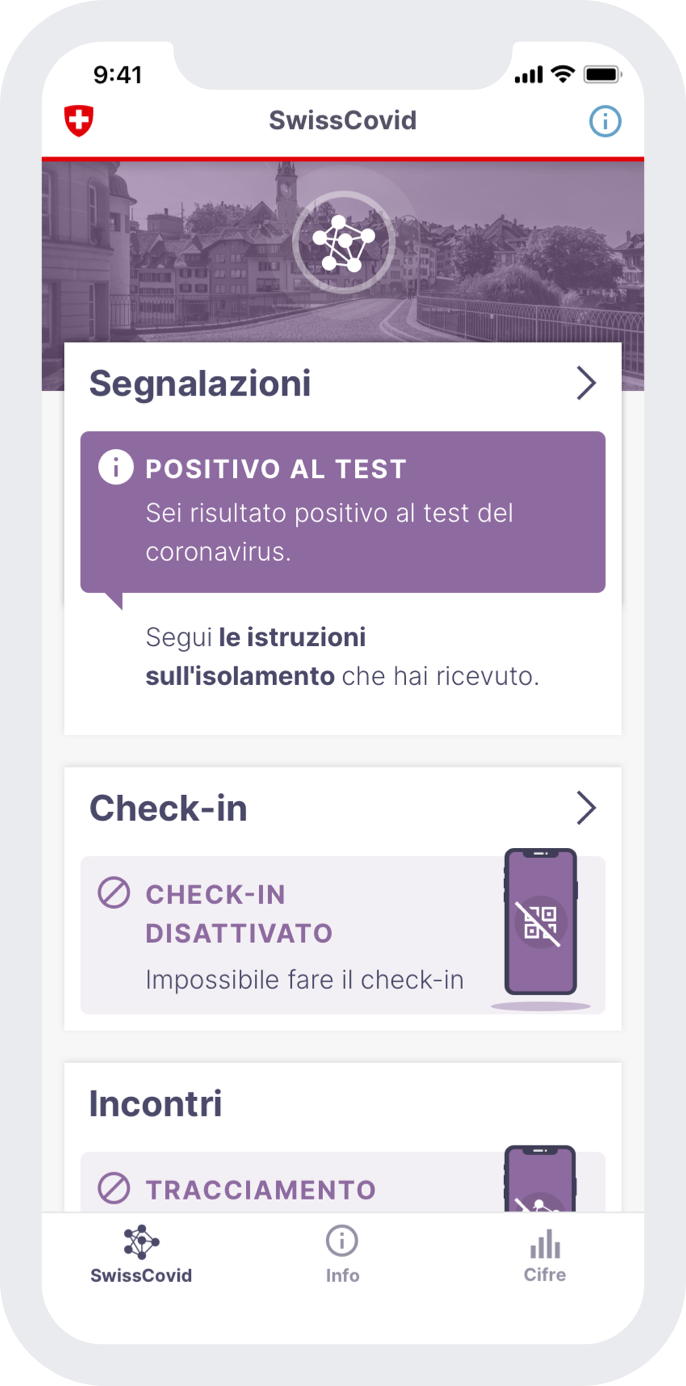 9:41
SwissCovid
Segnalazioni
POSITIVO AL TEST
Sei risultato positivo al test del
coronavirus.
Segui le istruzioni
sull'isolamento che hai ricevuto.
Check-in
CHECK-IN
DISATTIVATO
Impossibile fare il check-in
Incontri
TRACCIAMENTO
SwissCovid
Info
Cifre